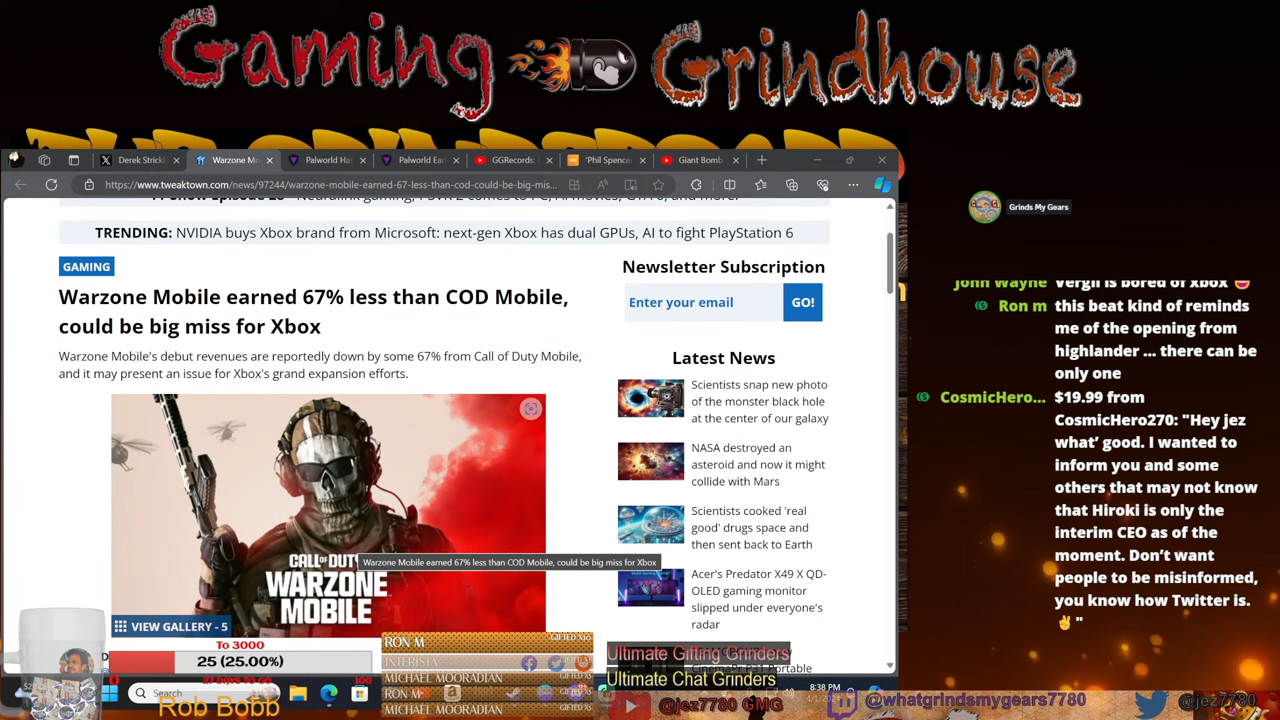 Gaming Grindhouse
Derek Strickl
Warzone Mo
Palworld Has
Palworld Ear
GGRecords:
'Phil Spencer
Giant Bomb
https://www.tweaktown.com/news/97244/warzone-mobile-earned-67-less-than-cod-could-be-big-mis...
TRENDING: NVIDIA buys Xbox brand from Microsoft: next-gen Xbox has dual GPUs, AI to fight PlayStation 6
GAMING
Warzone Mobile earned 67% less than COD Mobile,
could be big miss for Xbox
Warzone Mobile's debut revenues are reportedly down by some 67% from Call of Duty Mobile,
and it may present an issue for Xbox's grand expansion efforts.
CALL OF DUTY
WARZONE
MOBILE
Warzone Mobile earned 67% less than COD Mobile, could be big miss for Xbox
VIEW GALLERY - 5
Newsletter Subscription
Enter your email
GO!
Latest News
Scientists snap new photo
of the monster black hole
at the center of our galaxy
NASA destroyed an
asteroid and now it might
collide with Mars
Scientists cooked 'real
good' drugs space and
then sent back to Earth
Acer's Predator X49 X QD-
OLED gaming monitor
slipped under everyone's
radar
Portable
Grinds My Gears
John Wayne Vergil is bored of Xbox
Ron m this beat kind of reminds
me of the opening from
highlander ... there can be
only one
CosmicHero... $19.99 from
CosmicHero270: "Hey jez
what' good. I wanted to
inform you and some
others that may not know
that Hiroki is only the
interim CEO as of the
moment. Don't want
people to be misinformed,
you know how Twitter is.
"
To 3000
25 (25.00%)
0
100
Search
Rob Bobb
RON M GIFTED X10
INTERISTA
MICHAEL MOORADIAN
RON M
MICHAEL MOORADIAN
Ultimate Gifting Grinders
Ultimate Chat Grinders
8:38 PM
@jez7780 GMG
@whatgrindsmygears7780
@jez7780